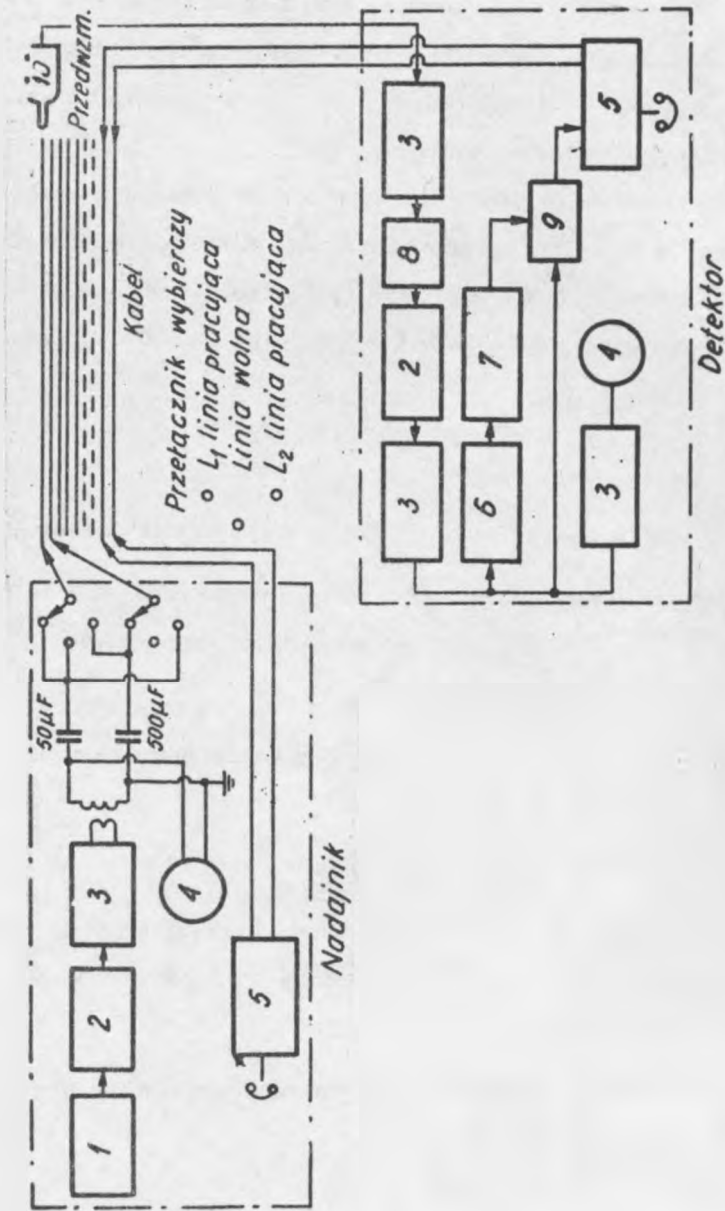 1
2
3
4
5
50µF
500µF
Nadajnik
10
Przedwzm.
Kabel
Przełącznik wybierczy
L₁ linia pracująca
Linia wolna
L₂ linia pracująca
3
8
2
3
6
7
9
5
3
4
Detektor